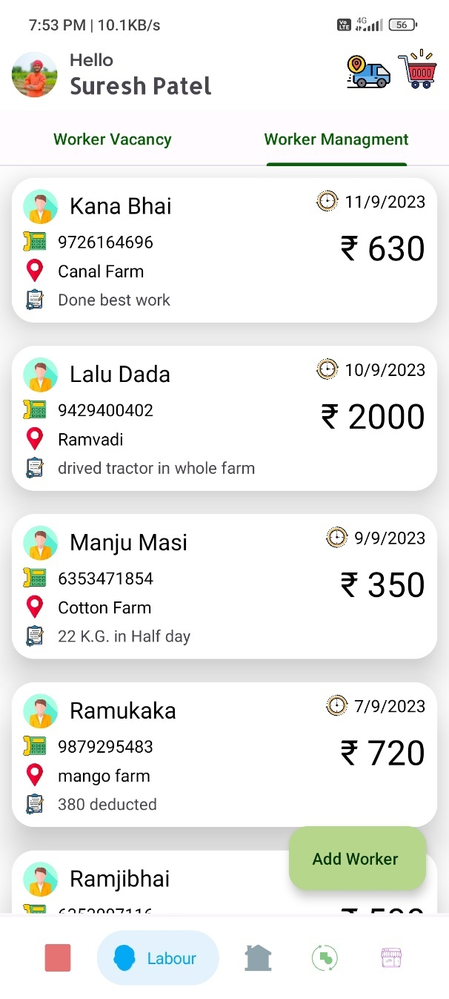 7:53 PM | 10.1KB/s Vo LTE 4G 56
Hello
Suresh Patel
Worker Vacancy Worker Managment
Kana Bhai 11/9/2023
9726164696 ₹ 630
Canal Farm
Done best work
Lalu Dada 10/9/2023
9429400402 ₹ 2000
Ramvadi
drived tractor in whole farm
Manju Masi 9/9/2023
6353471854 ₹ 350
Cotton Farm
22 K.G. in Half day
Ramukaka 7/9/2023
9879295483 ₹ 720
mango farm
380 deducted
Add Worker
Ramjibhai
Labour